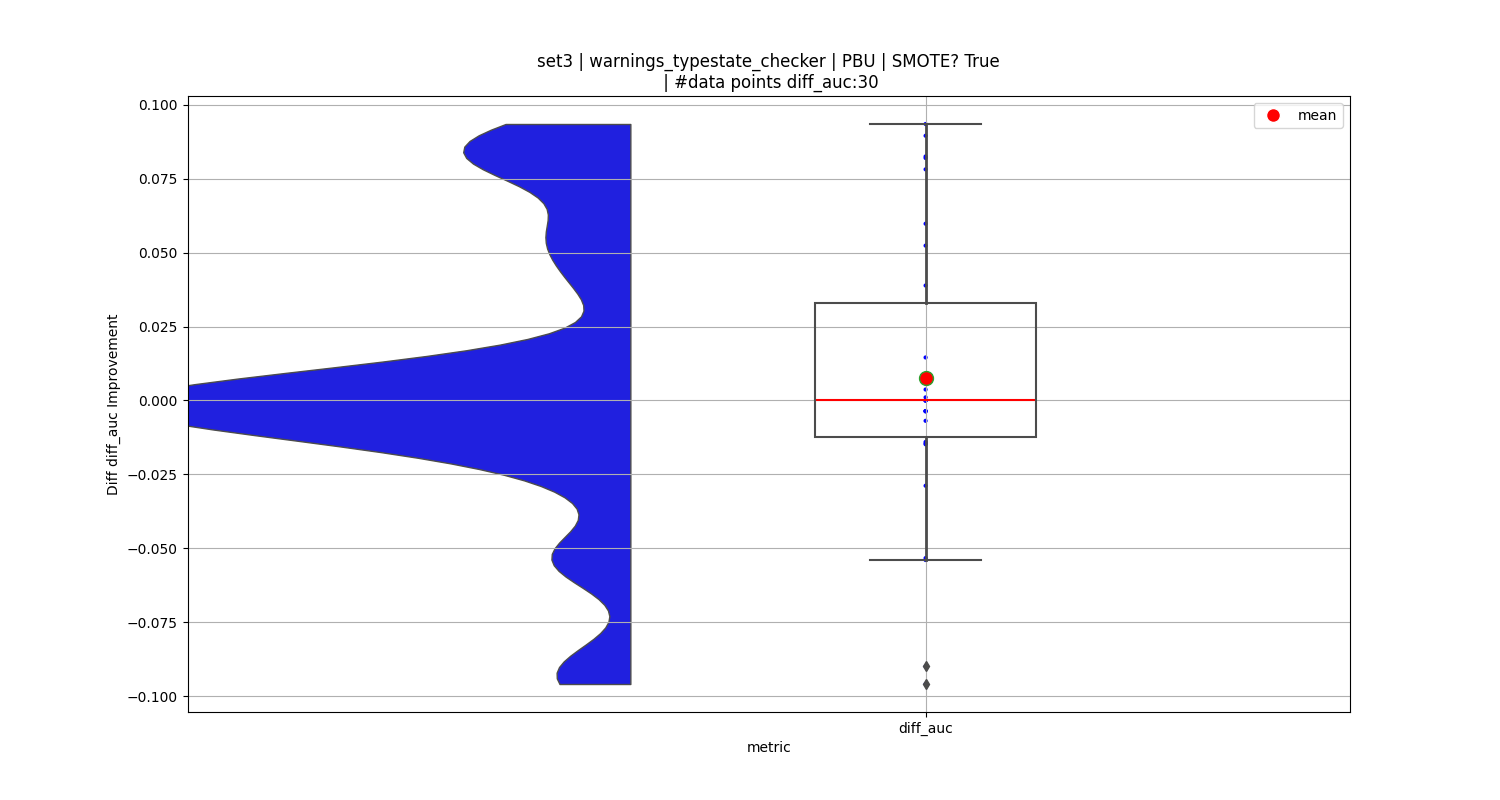 set3 | warnings_typestate_checker | PBU | SMOTE? True
| #data points diff_auc:30
mean
0.100
0.075
0.050
0.025
0.000
−0.025
−0.050
−0.075
−0.100
Diff diff_auc Improvement
diff_auc
metric